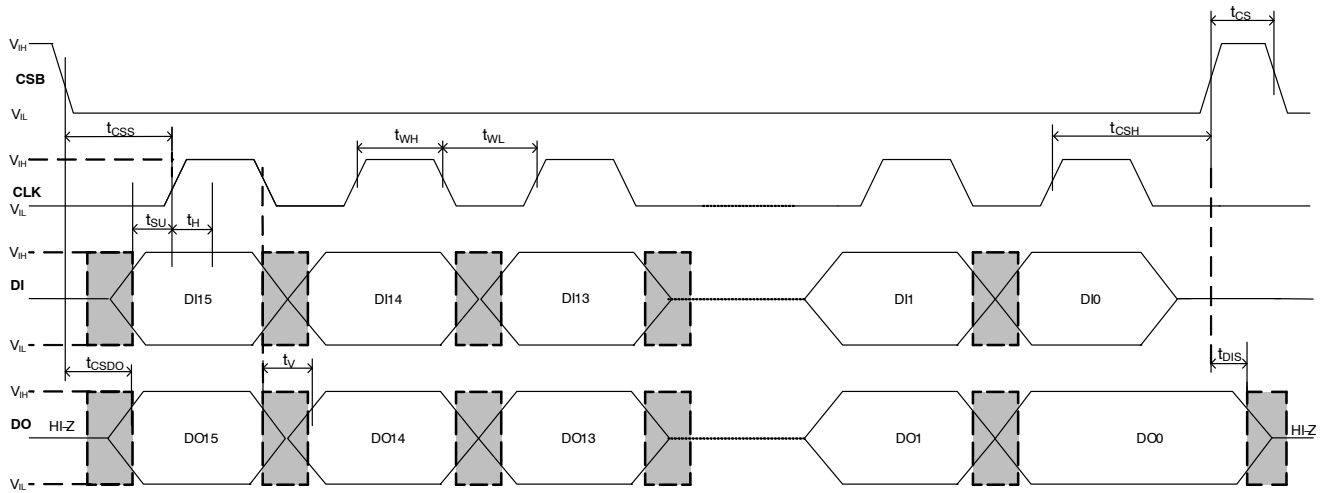 tCS
VIH
CSB
VIL
tCSS
tWH
tWL
tCSH
VIH
CLK
VIL
tSU
tH
VIH
DI
DI15
DI14
DI13
DI1
DI0
VIL
tCSDO
tV
tDIS
VIH
DO
HI-Z
DO15
DO14
DO13
DO1
DO0
HI-Z
VIL